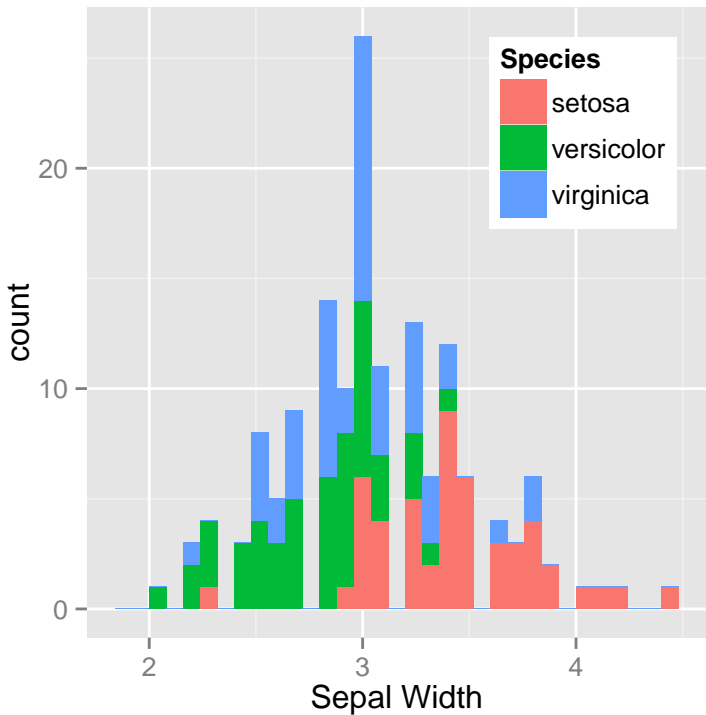 Species
setosa
versicolor
virginica
20
10
0
count
2 3 4
Sepal Width